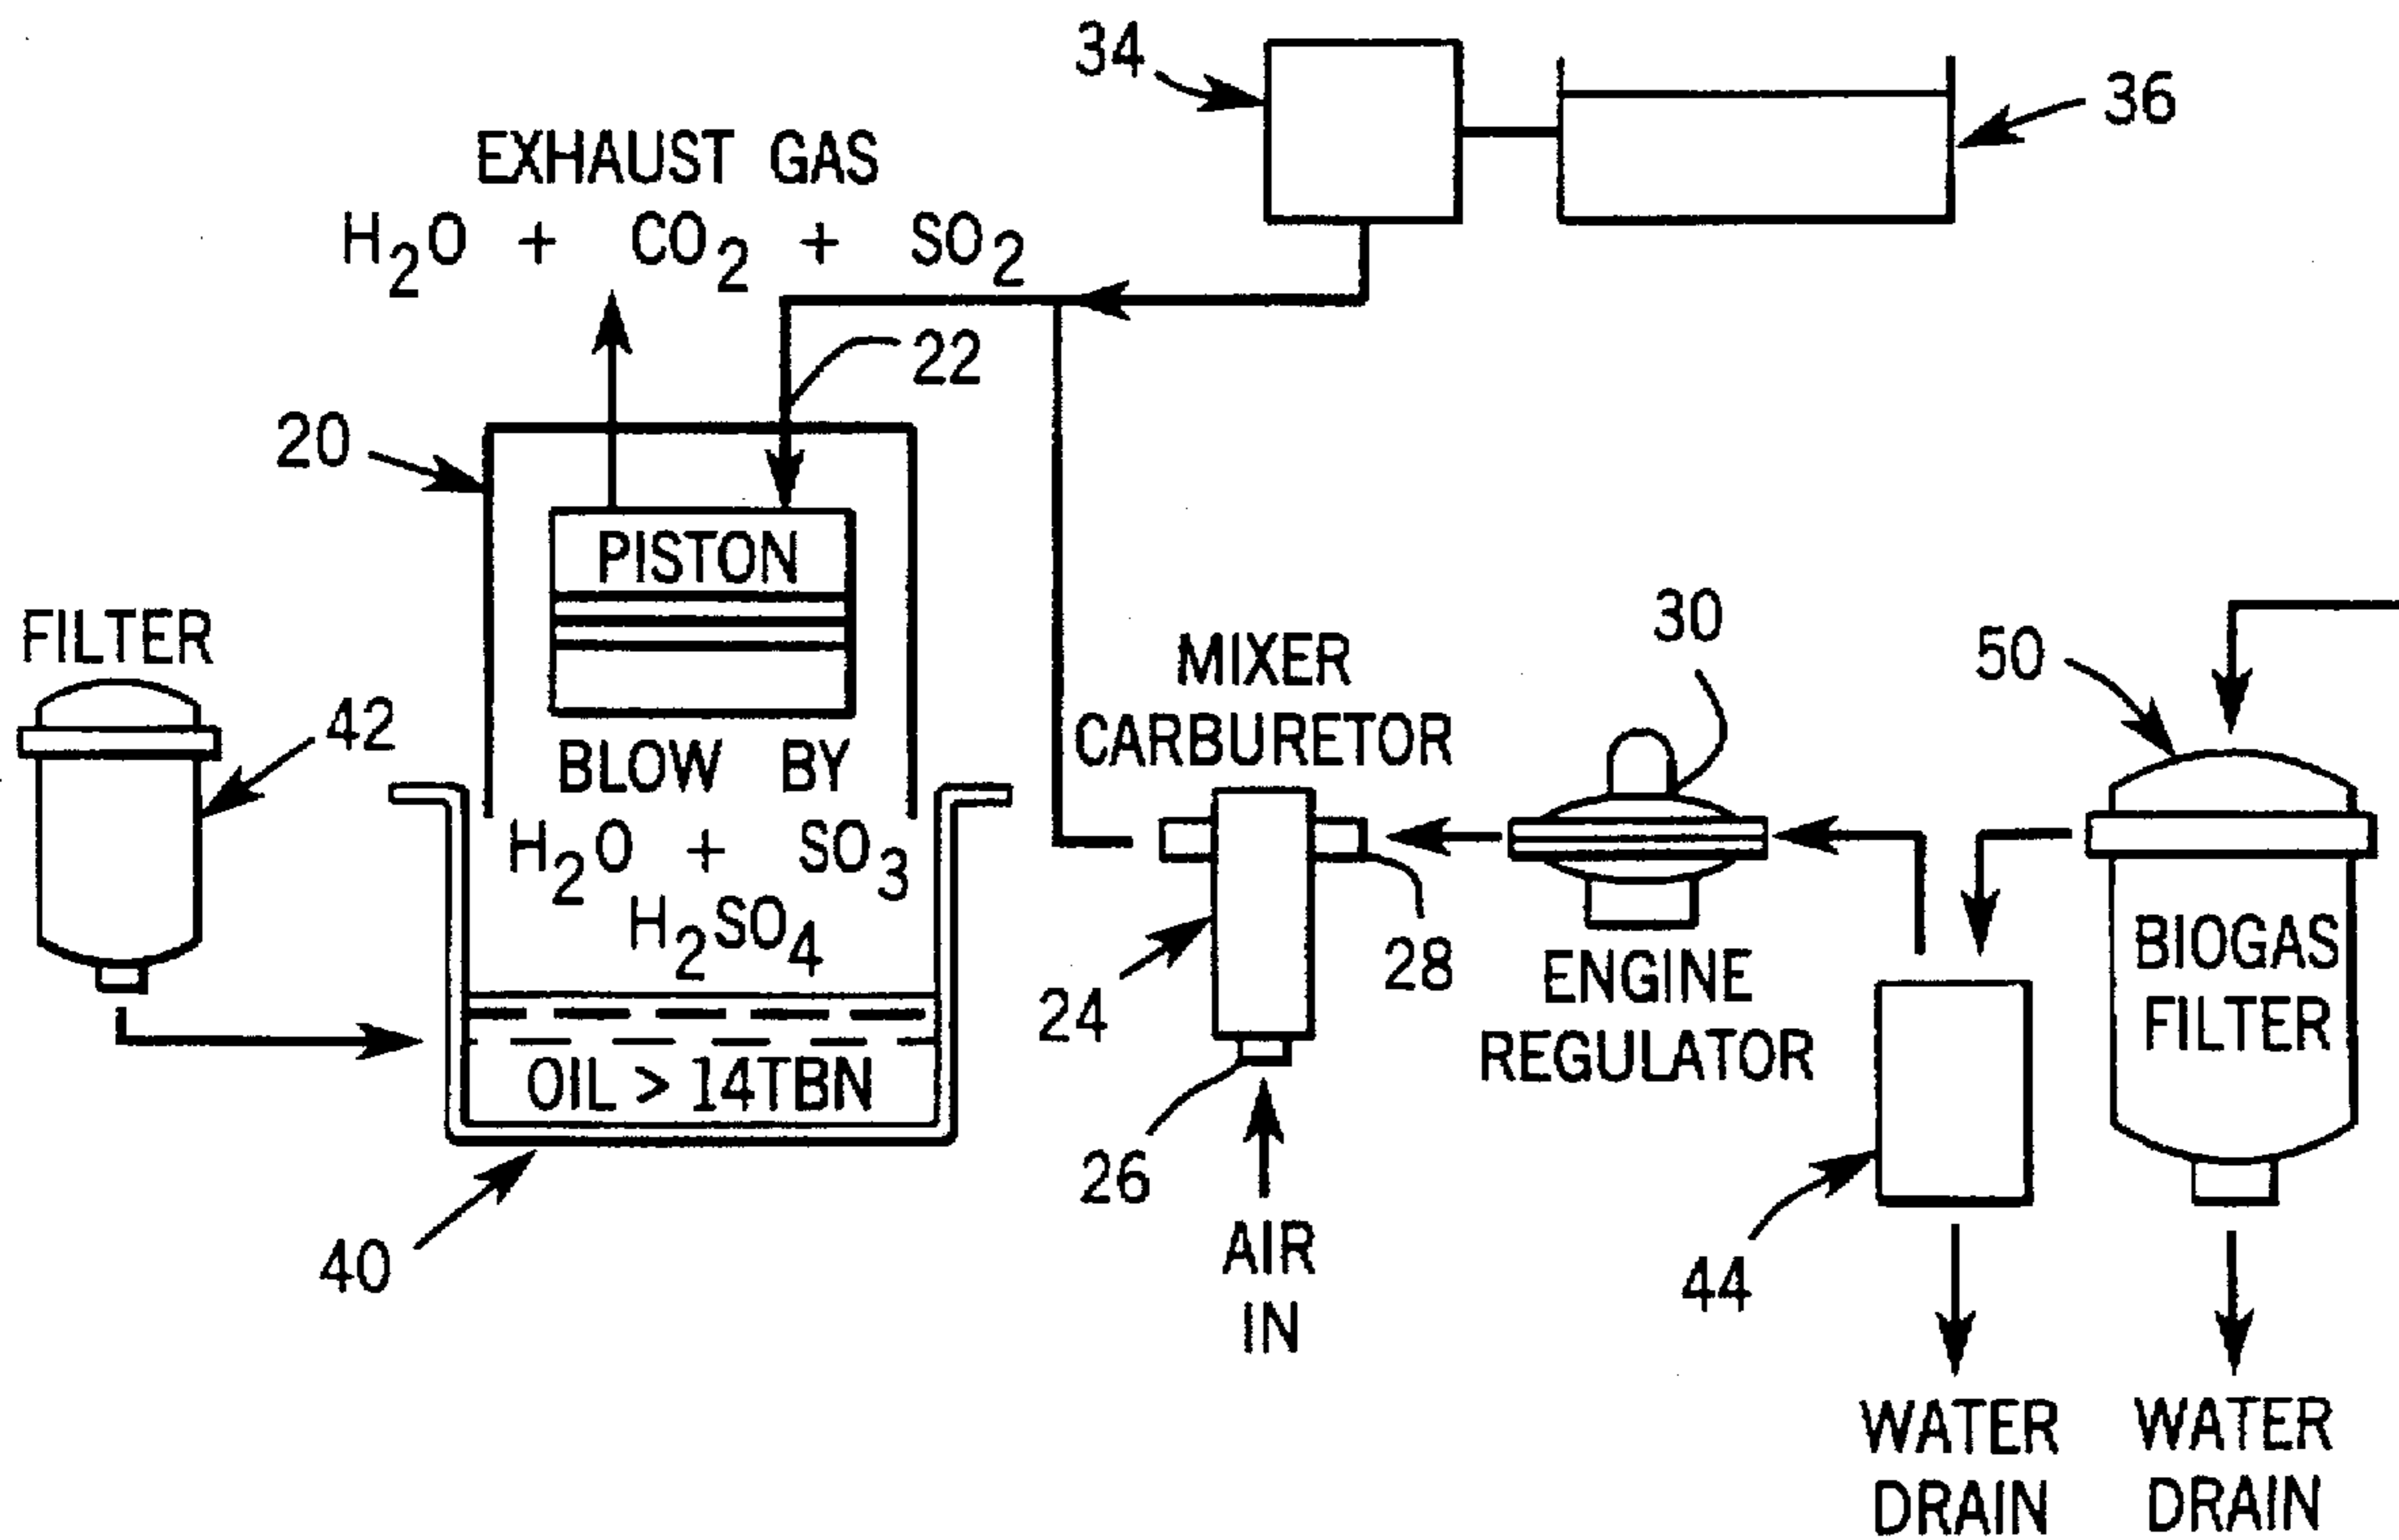 34
36
EXHAUST GAS
H₂O + CO₂ + SO₂
22
20
PISTON
FILTER
42
BLOW BY
H₂O + SO₃
H₂SO₄
OIL > 14TBN
40
MIXER
CARBURETOR
24
26
28
AIR
IN
30
ENGINE
REGULATOR
50
BIOGAS
FILTER
44
WATER
DRAIN
WATER
DRAIN